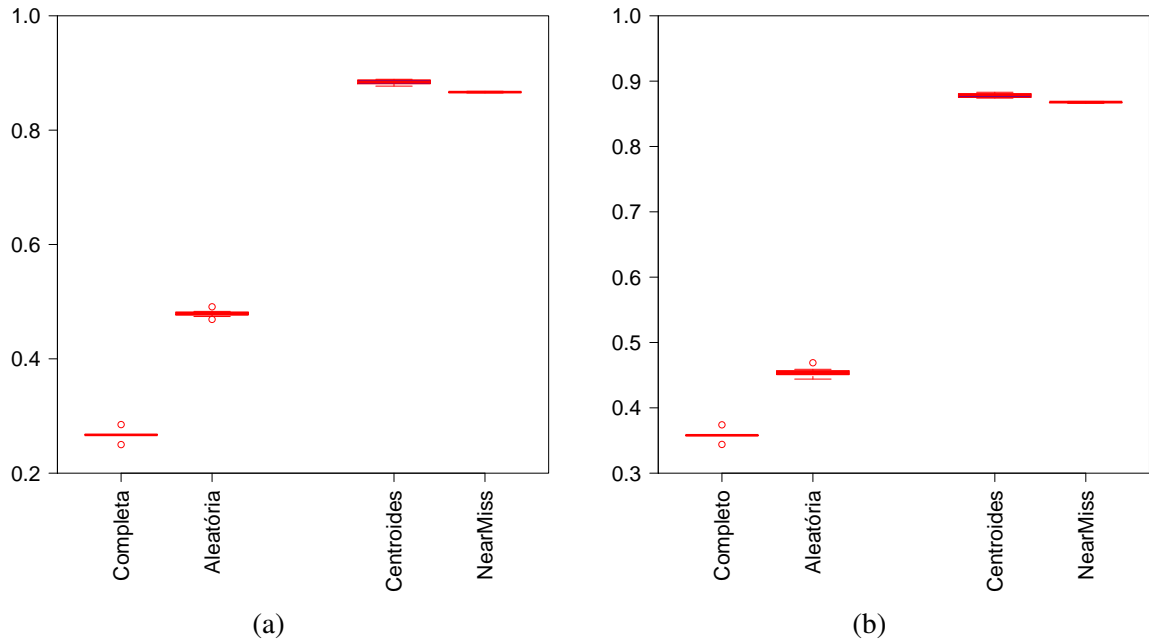 1.0
0.8
0.6
0.4
0.2
Completa
Aleatória
Centroides
NearMiss
(a)
1.0
0.9
0.8
0.7
0.6
0.5
0.4
0.3
Completo
Aleatória
Centroides
NearMiss
(b)